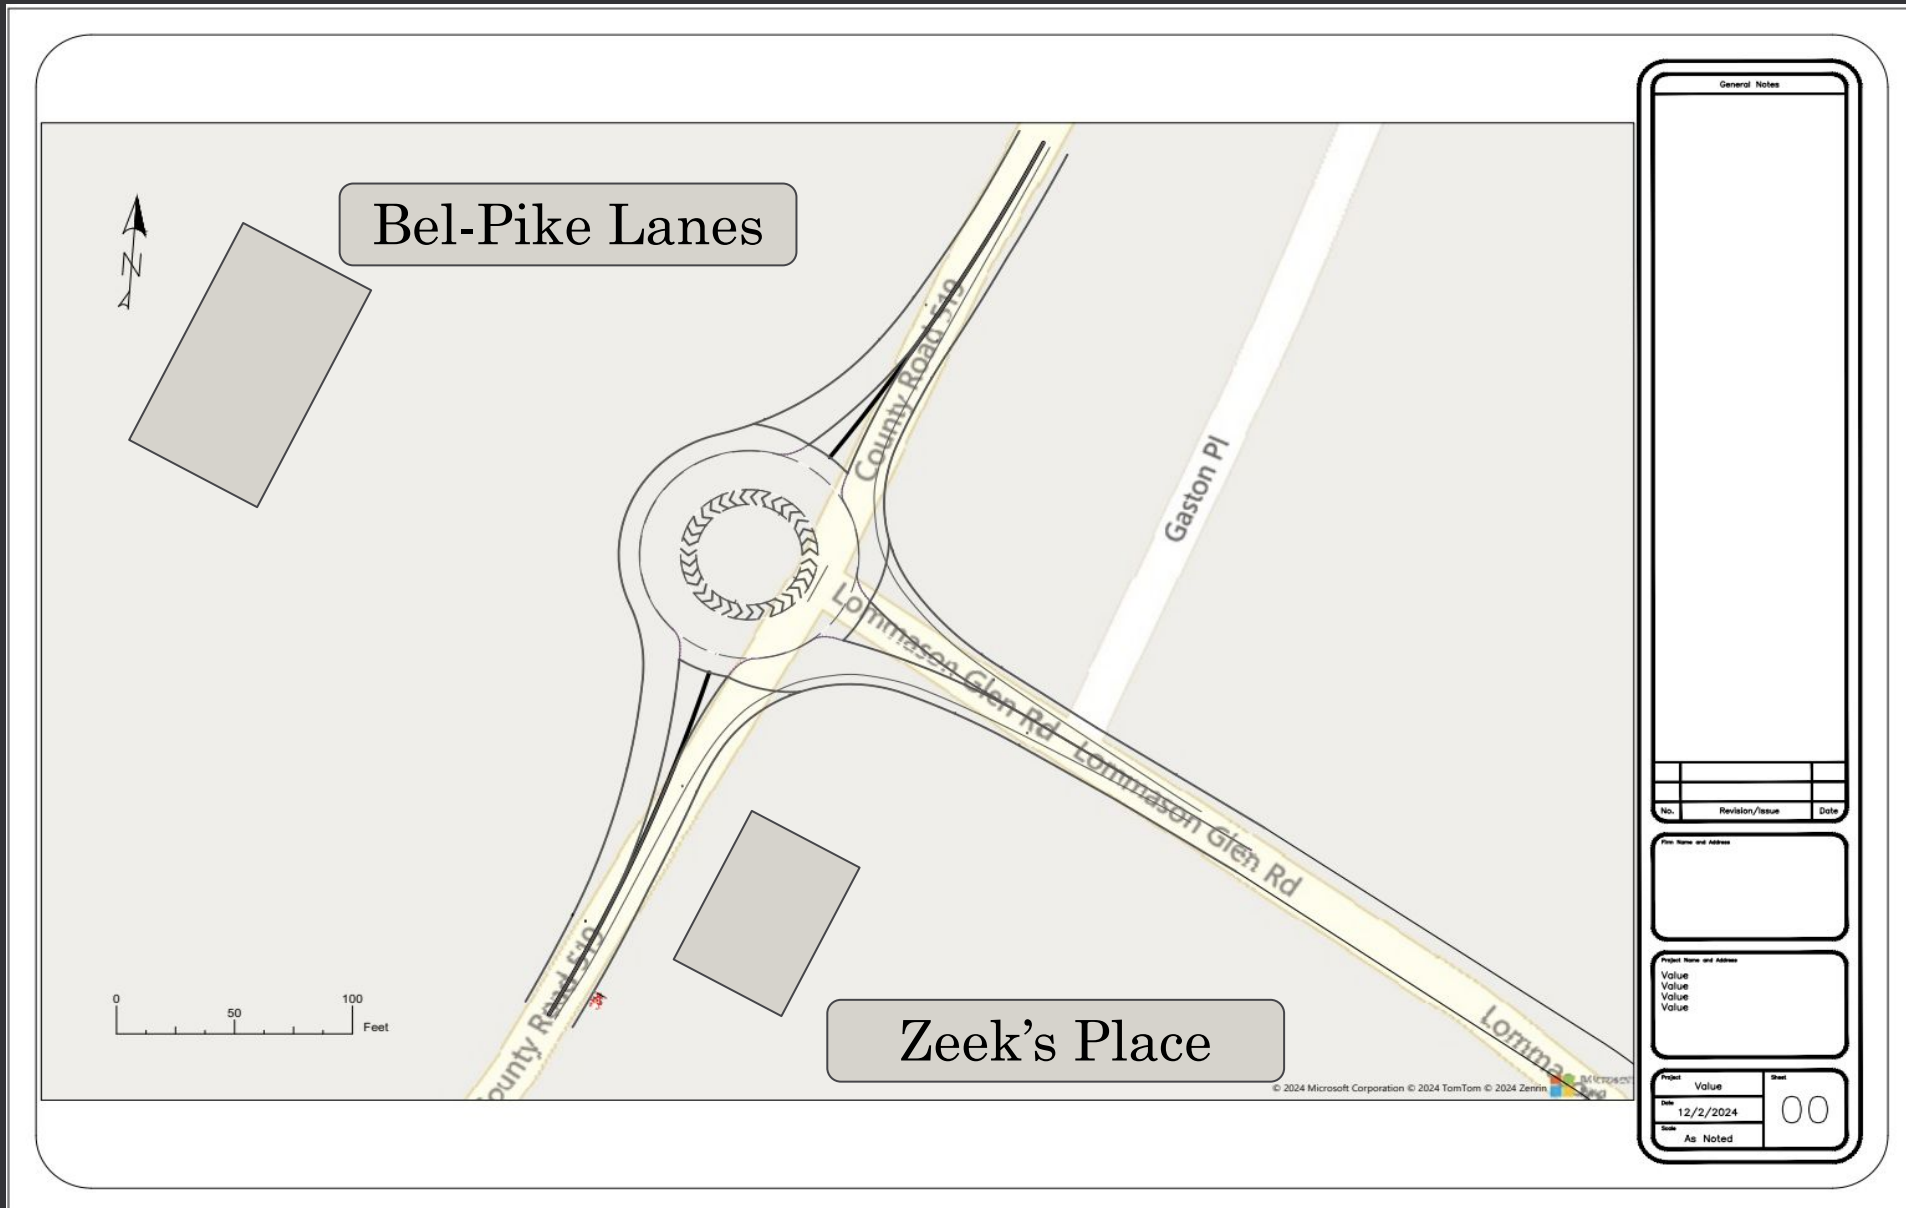 General Notes
Bel-Pike Lanes
N
County Road 519
Gaston Pl
Lommason Glen Rd
Lommason Glen Rd
County Road 519
0
50
100
Feet
Zeek's Place
© 2024 Microsoft Corporation © 2024 TomTom © 2024 Zenrin
Microsoft
No.
Revision/Issue
Date
Firm Name and Address
Project Name and Address
Value
Value
Value
Value
Project
Value
Sheet
00
Date
12/2/2024
Scale
As Noted